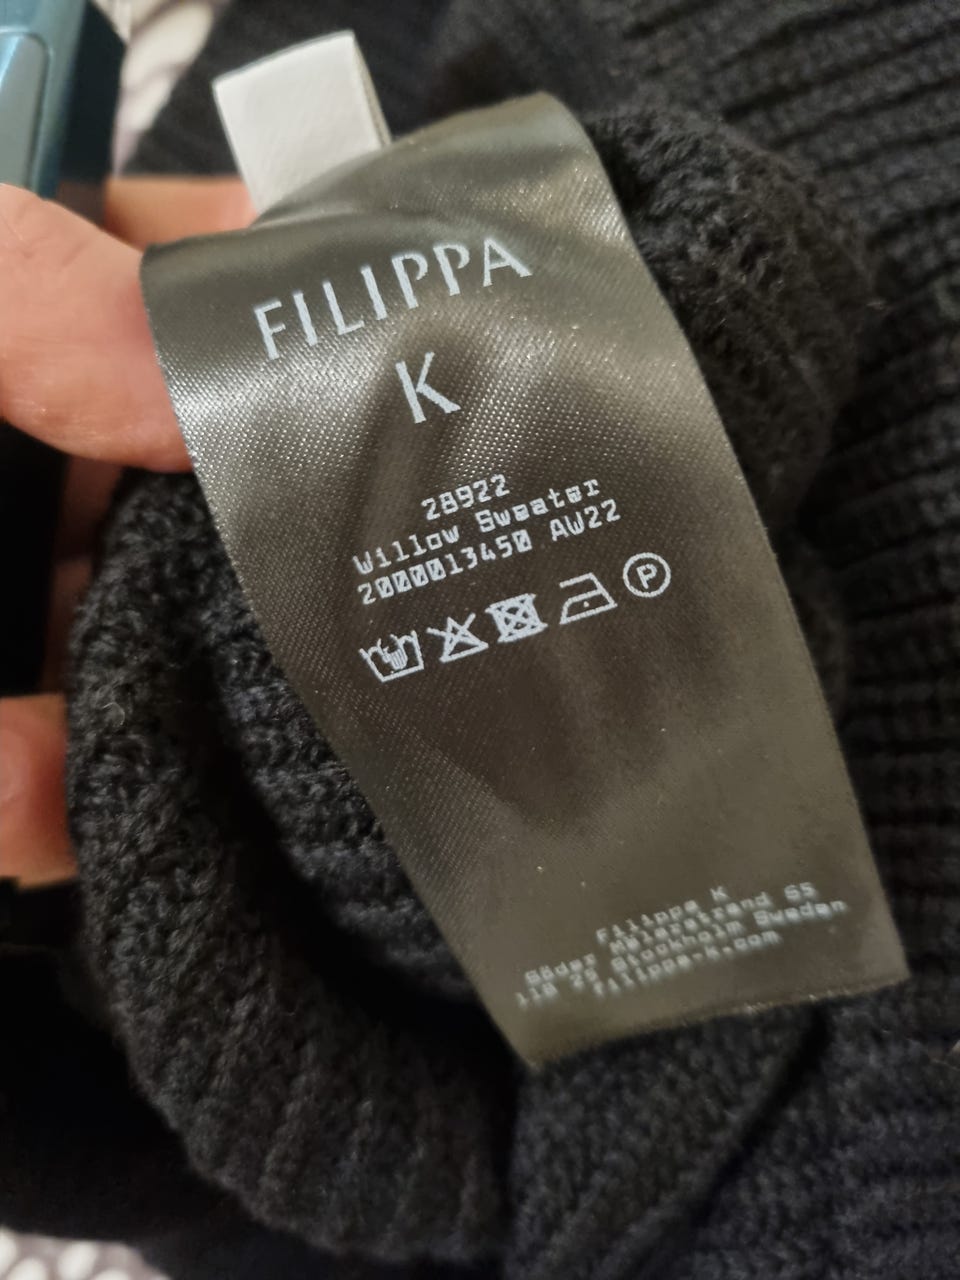 FILIPPA
K
28922
Willow Sweater
2000013450 AW22
P
Filippa K
Söder Mälarstrand 65
118 25 Stockholm Sweden
filippa-k.com